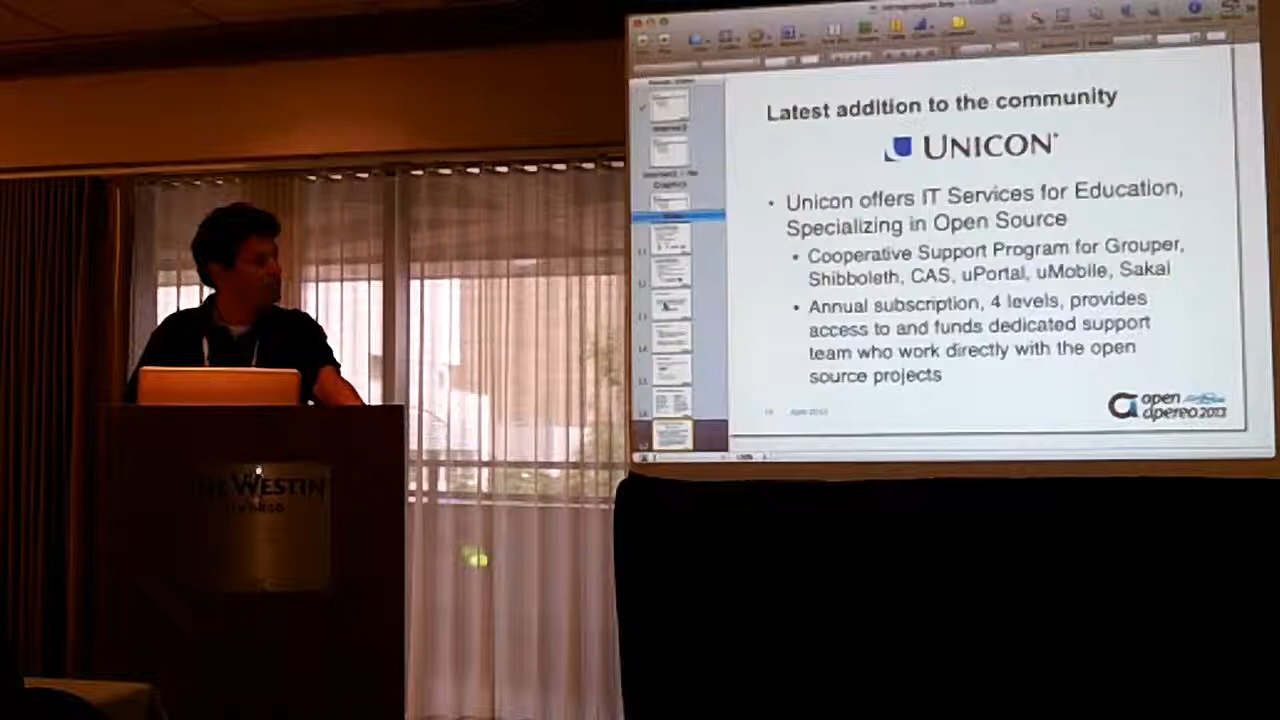 Latest addition to the community
UNICON
• Unicon offers IT Services for Education,
Specializing in Open Source
• Cooperative Support Program for Grouper,
Shibboleth, CAS, uPortal, uMobile, Sakai
• Annual subscription, 4 levels, provides
access to and funds dedicated support
team who work directly with the open
source projects
open
apereo 2013
WESTIN